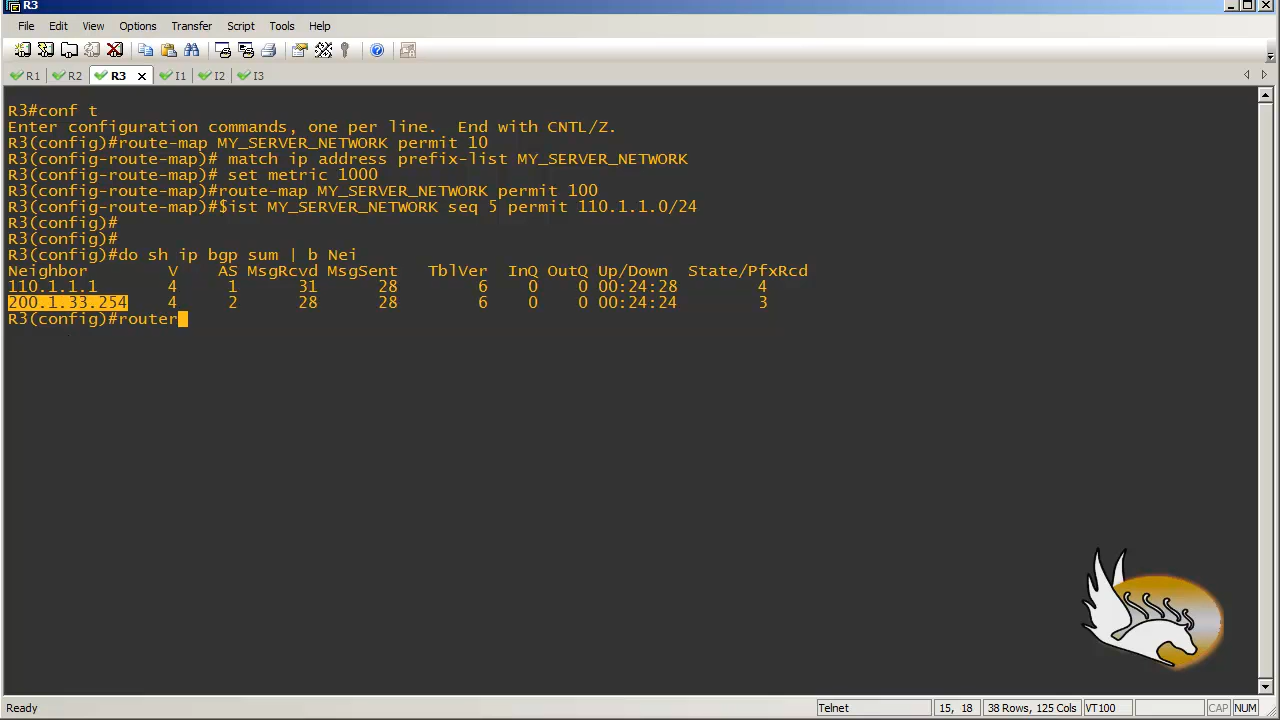 R3
File Edit View Options Transfer Script Tools Help
R1 R2 R3 I1 I2 I3
R3#conf t
Enter configuration commands, one per line.  End with CNTL/Z.
R3(config)#route-map MY_SERVER_NETWORK permit 10
R3(config-route-map)# match ip address prefix-list MY_SERVER_NETWORK
R3(config-route-map)# set metric 1000
R3(config-route-map)#route-map MY_SERVER_NETWORK permit 100
R3(config-route-map)#$ist MY_SERVER_NETWORK seq 5 permit 110.1.1.0/24
R3(config)#
R3(config)#
R3(config)#do sh ip bgp sum | b Nei
Neighbor V AS MsgRcvd MsgSent TblVer InQ OutQ Up/Down State/PfxRcd
110.1.1.1 4 1 31 28 6 0 0 00:24:28 4
200.1.33.254 4 2 28 28 6 0 0 00:24:24 3
R3(config)#router
Ready Telnet 15, 18 38 Rows, 125 Cols VT100 CAP NUM